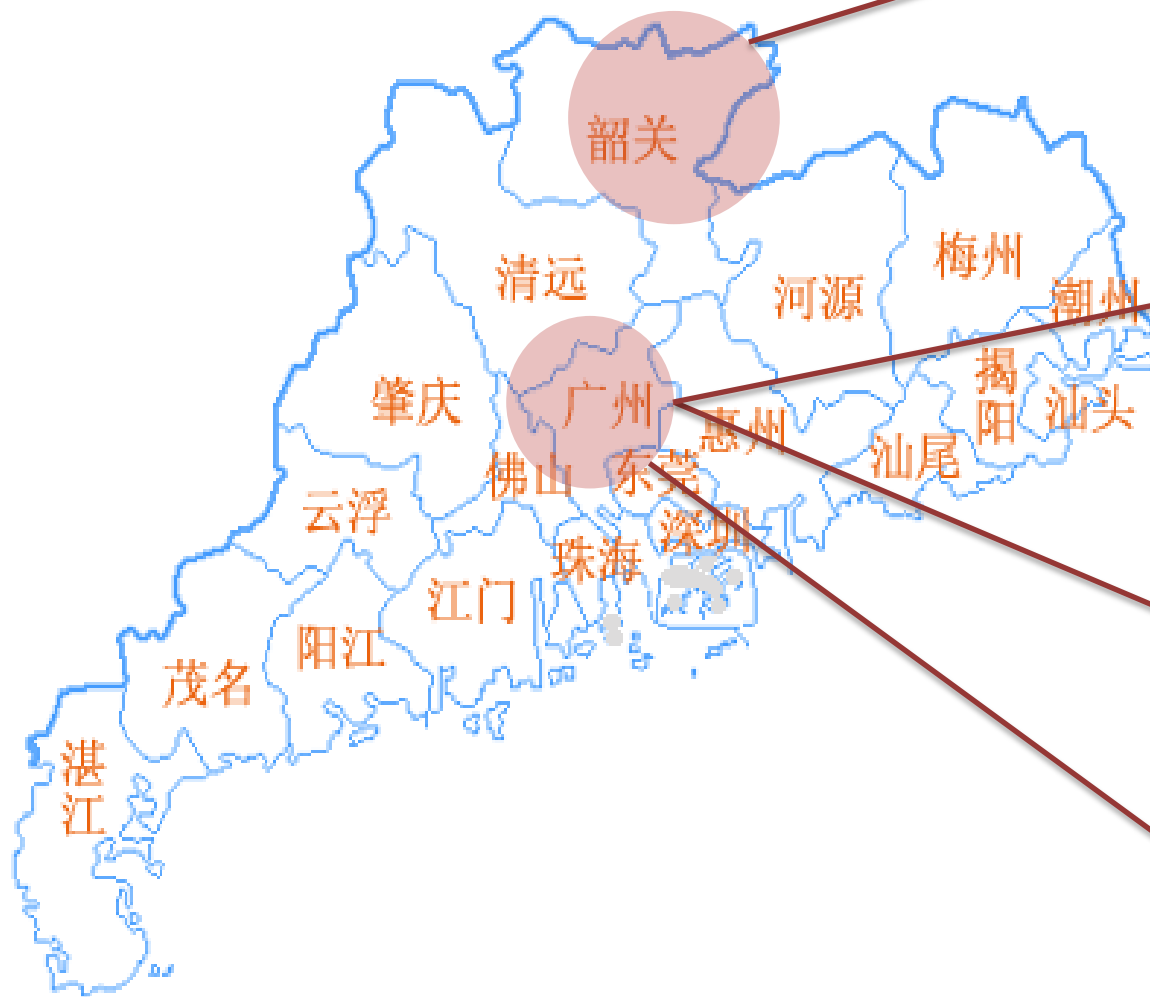 韶关
梅州
清远
河源
潮州
揭
阳
肇庆
广州
汕头
惠州
汕尾
佛山
东莞
云浮
深圳
珠海
江门
阳江
茂名
湛
江